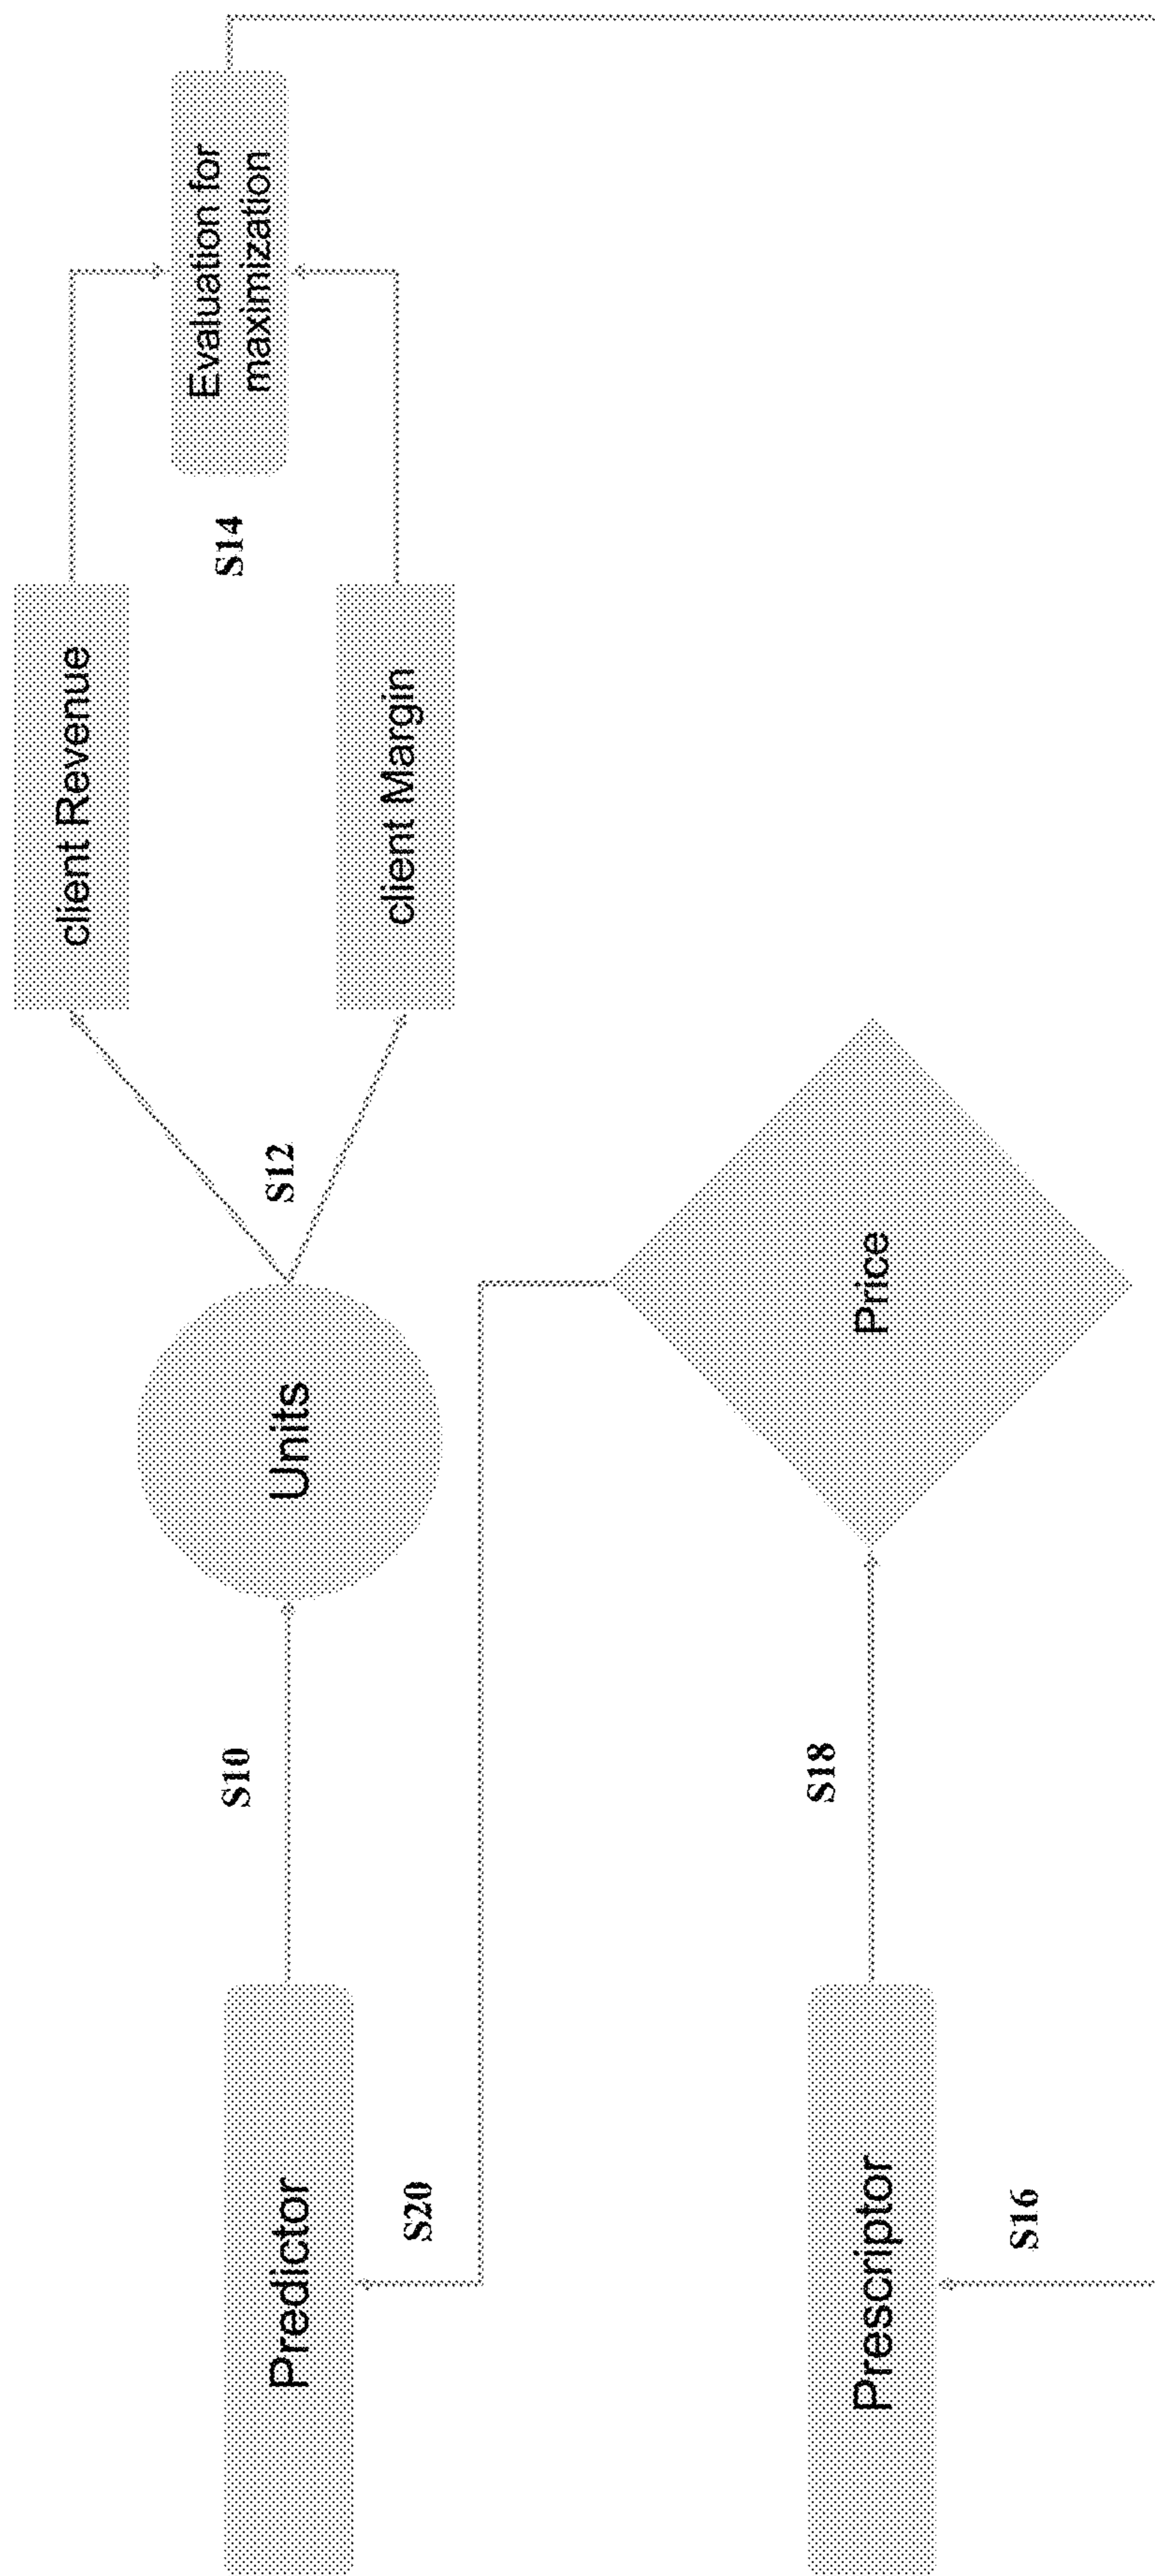 client Revenue
Evaluation for
maximization
S14
S12
client Margin
Units
S10
Predictor
S20
Price
S18
Prescriptor
S16